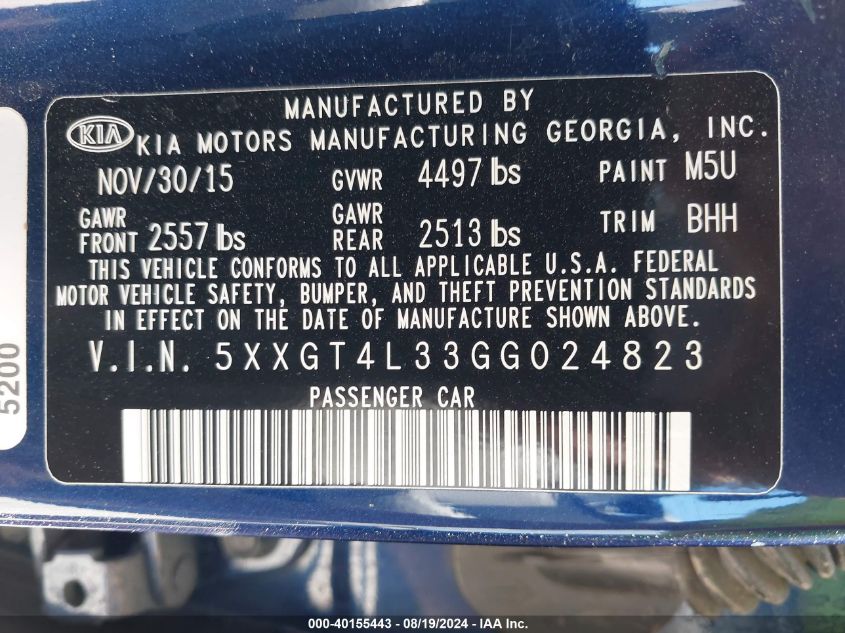 MANUFACTURED BY
KIA KIA MOTORS MANUFACTURING GEORGIA, INC.
NOV/30/15 GVWR 4497 lbs PAINT M5U
GAWR FRONT 2557 lbs GAWR REAR 2513 lbs TRIM BHH
THIS VEHICLE CONFORMS TO ALL APPLICABLE U.S.A. FEDERAL
MOTOR VEHICLE SAFETY, BUMPER, AND THEFT PREVENTION STANDARDS
IN EFFECT ON THE DATE OF MANUFACTURE SHOWN ABOVE.
V.I.N. 5XXGT4L33GG024823
PASSENGER CAR
5200
000-40155443 - 08/19/2024 - IAA Inc.